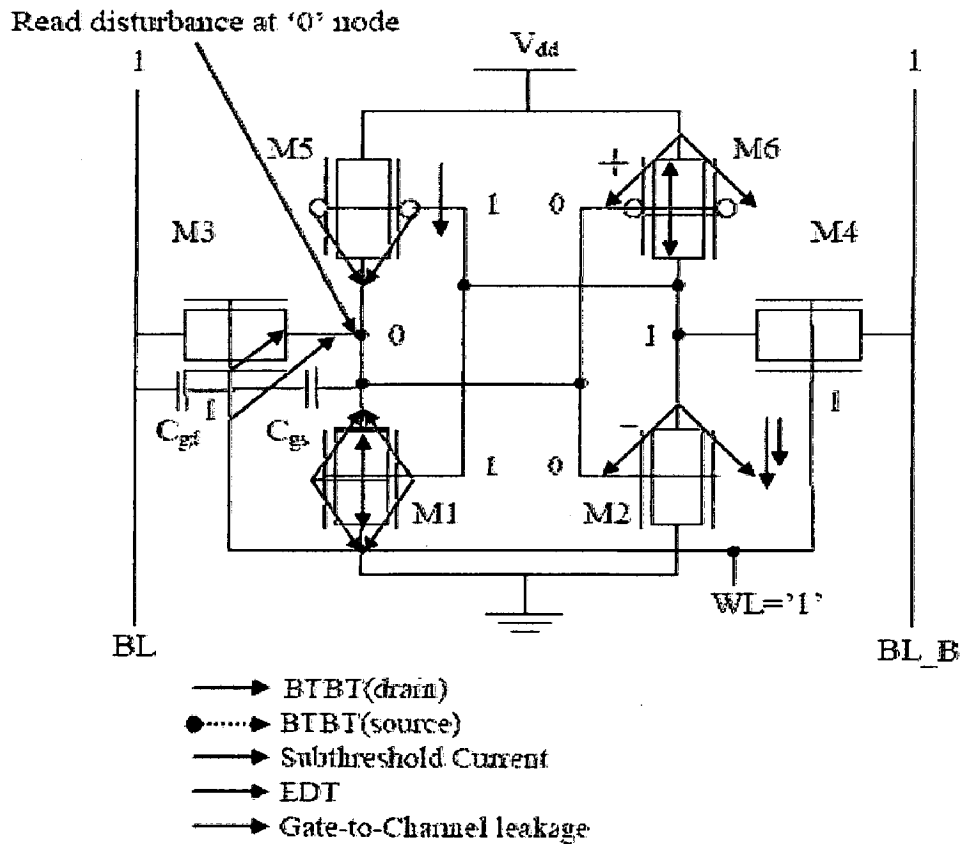 Read disturbance at ‘0’ node
Vdd
1
1
M5
M6
+
1
0
M3
M4
0
1
1
1
Cgd
Cgs
-
1
0
M1
M2
WL=’1’
BL
BL_B
BTBT(drain)
BTBT(source)
Subthreshold Current
EDT
Gate-to-Channel leakage